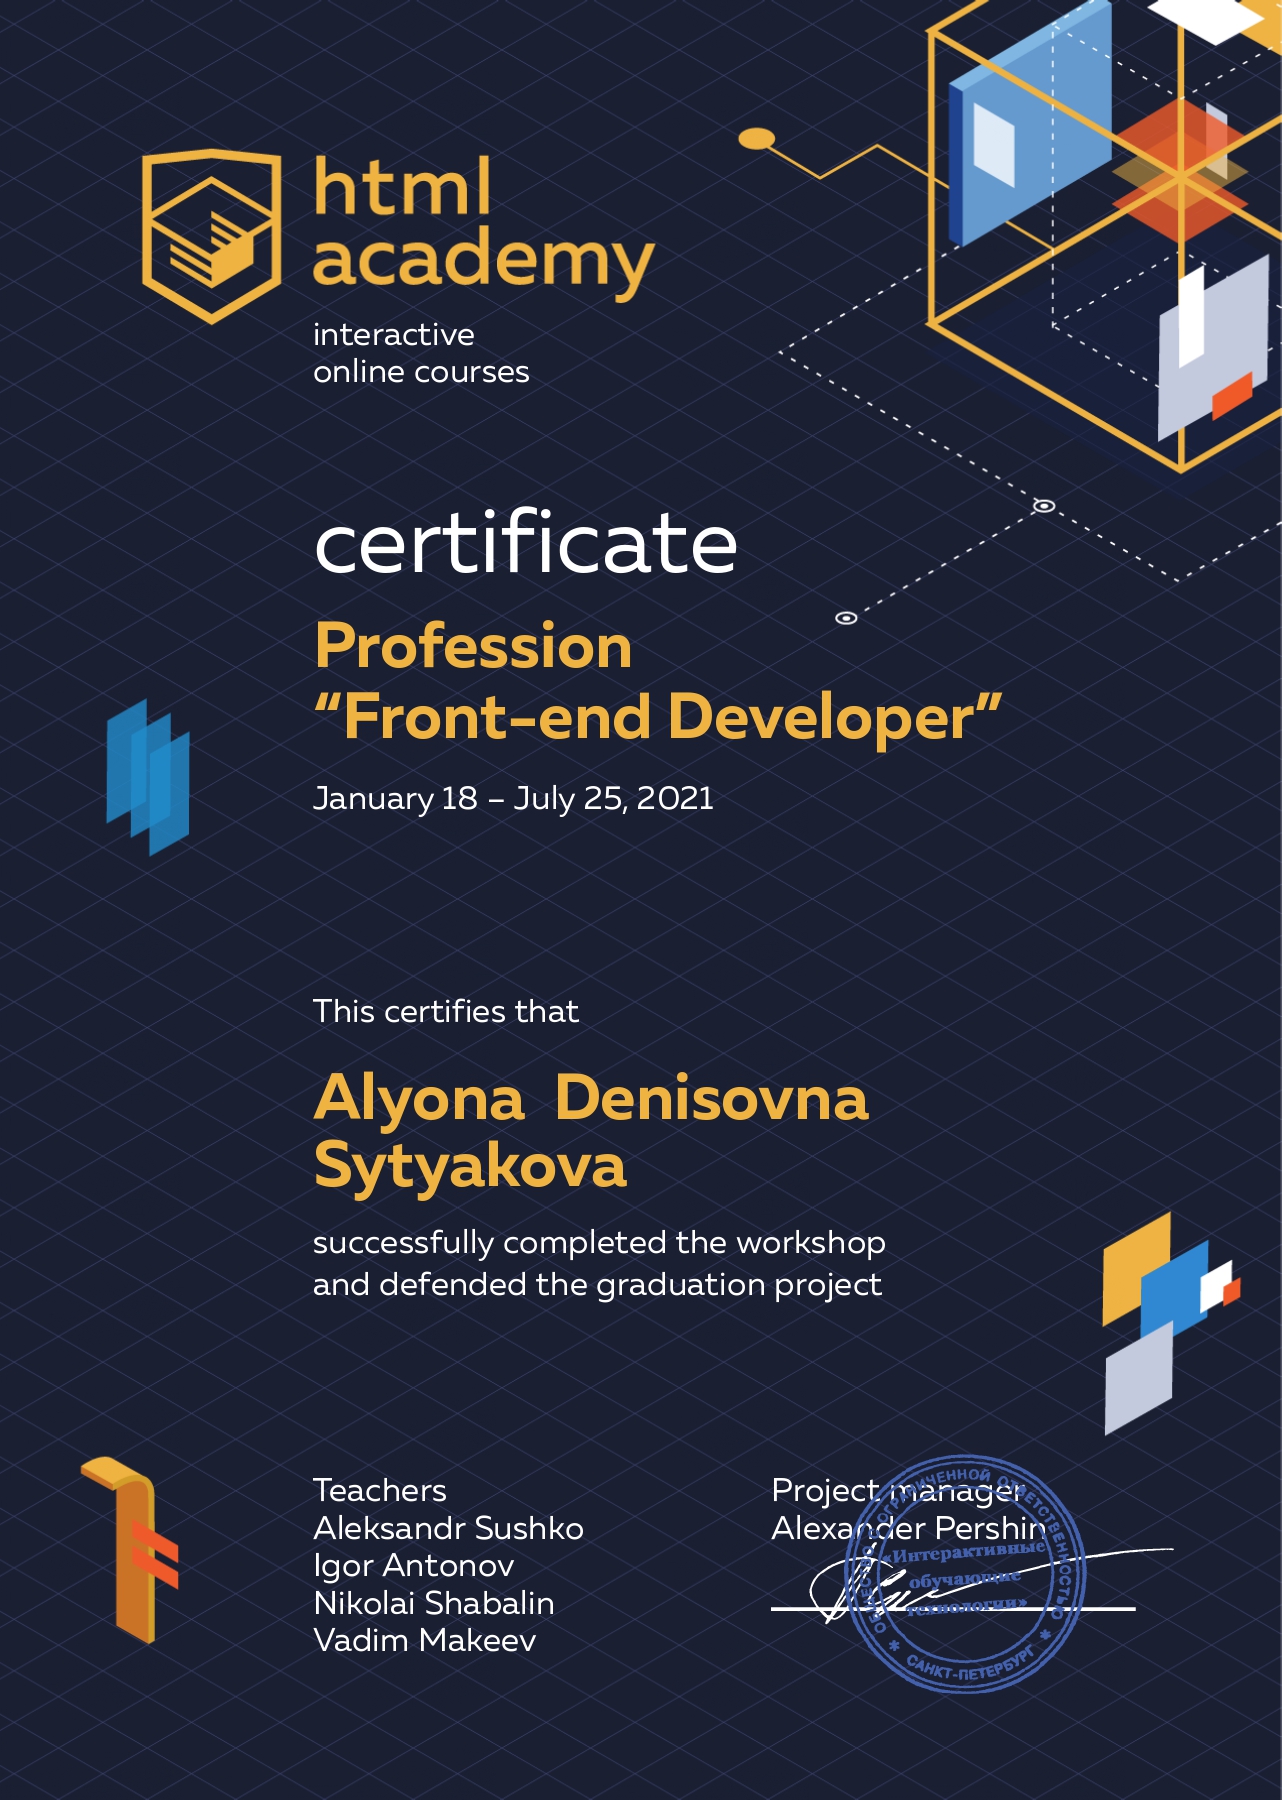 html
academy
interactive
online courses
certificate
Profession
“Front-end Developer”
January 18 – July 25, 2021
This certifies that
Alyona Denisovna
Sytyakova
successfully completed the workshop
and defended the graduation project
Teachers
Aleksandr Sushko
Igor Antonov
Nikolai Shabalin
Vadim Makeev
Project manager
Alexander Pershin
ОБЩЕСТВО С ОГРАНИЧЕННОЙ ОТВЕТСТВЕННОСТЬЮ
«Интерактивные
обучающие
технологии»
* САНКТ-ПЕТЕРБУРГ *